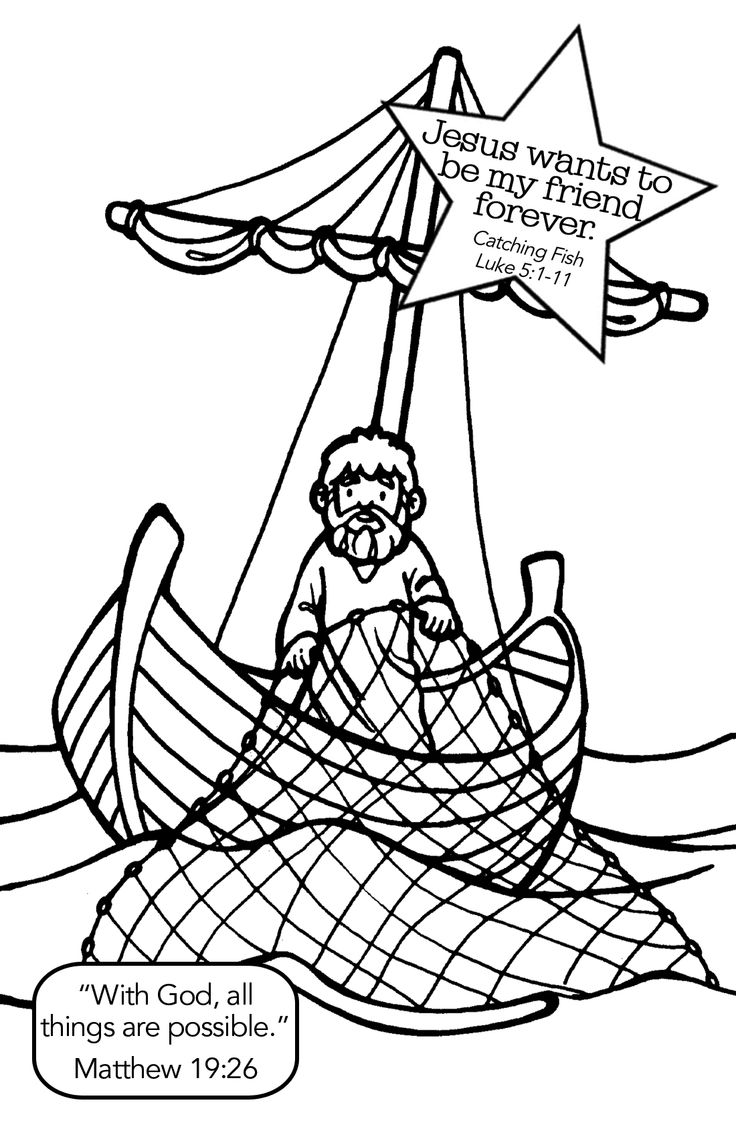 Jesus wants to
be my friend
forever.
Catching Fish
Luke 5:1-11
“With God, all
things are possible.”
Matthew 19:26